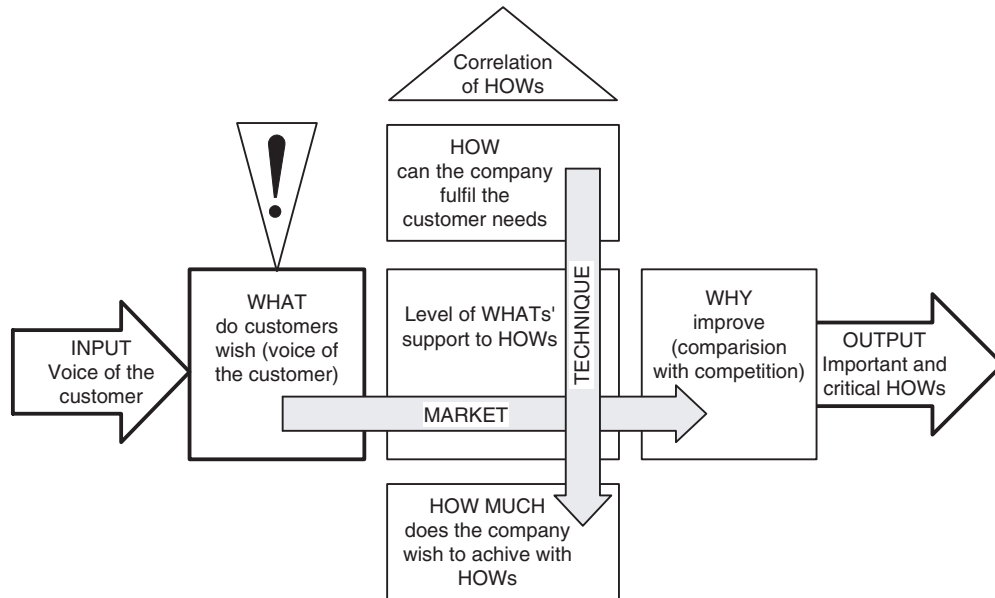 Correlation
of HOWs
HOW
can the company
fulfil the
customer needs
!
INPUT
Voice of the
customer
WHAT
do customers
wish (voice of
the customer)
Level of WHATs'
support to HOWs
TECHNIQUE
MARKET
WHY
improve
(comparision
with competition)
OUTPUT
Important and
critical HOWs
HOW MUCH
does the company
wish to achive with
HOWs